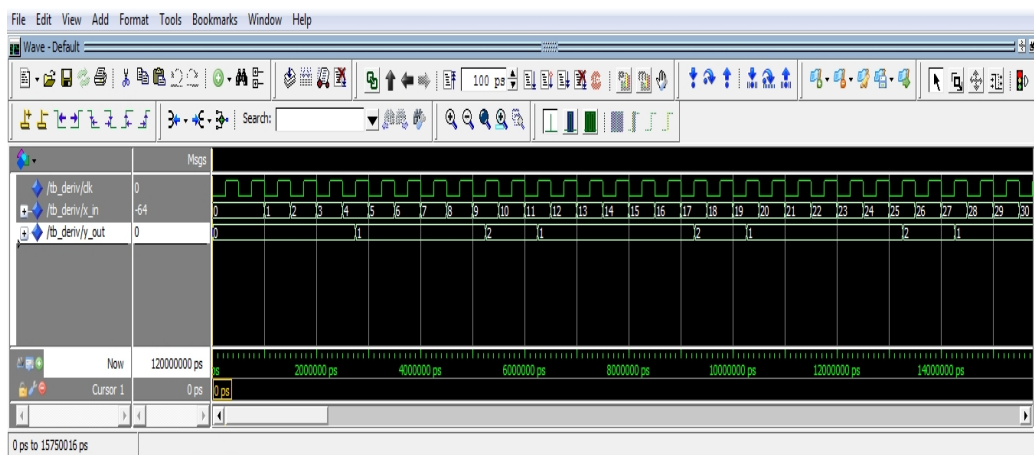 File Edit View Add Format Tools Bookmarks Window Help
Wave - Default
100 ps
Search:
Msgs
/tb_deriv/clk 0
/tb_deriv/x_in -64 0 1 2 3 4 5 6 7 8 9 10 11 12 13 14 15 16 17 18 19 20 21 22 23 24 25 26 27 28 29 30
/tb_deriv/y_out 0 0 1 2 1 2 1 2 1
Now 120000000 ps ps 2000000 ps 4000000 ps 6000000 ps 8000000 ps 10000000 ps 12000000 ps 14000000 ps
Cursor 1 0 ps 0 ps
0 ps to 15750016 ps